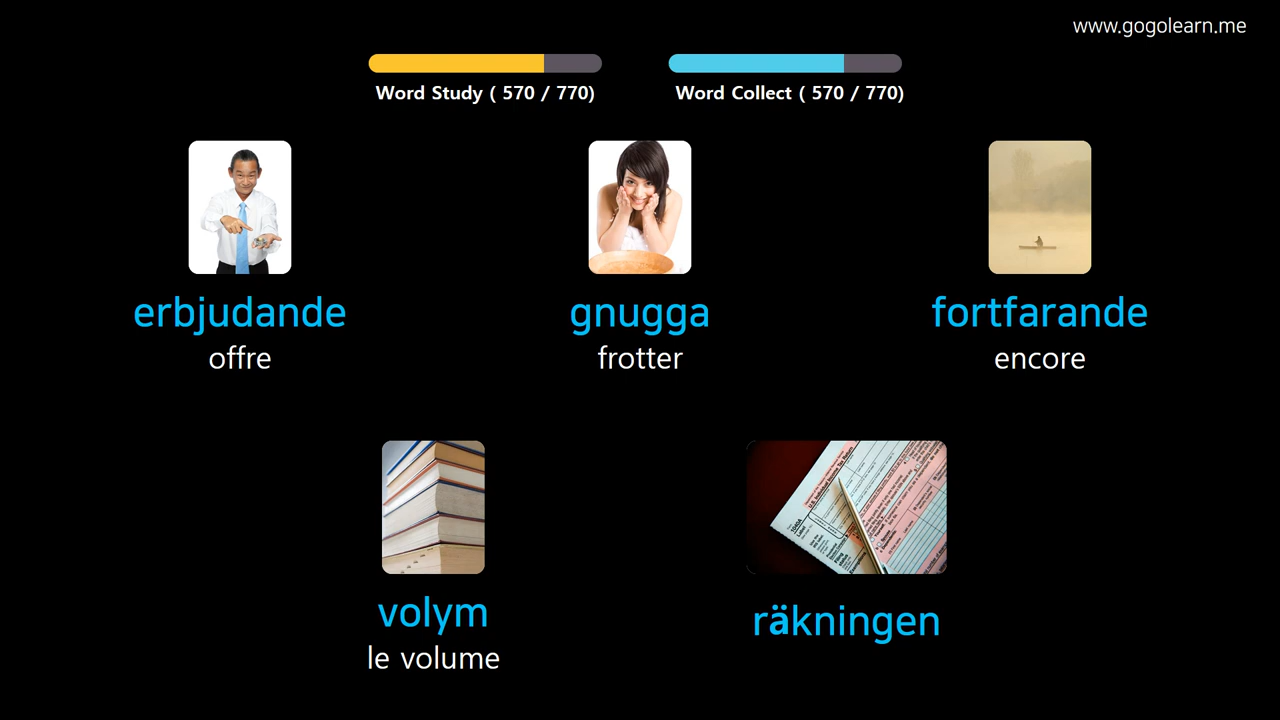 www.gogolearn.me
Word Study ( 570 / 770)
Word Collect ( 570 / 770)
erbjudande
offre
gnugga
frotter
fortfarande
encore
volym
le volume
räkningen